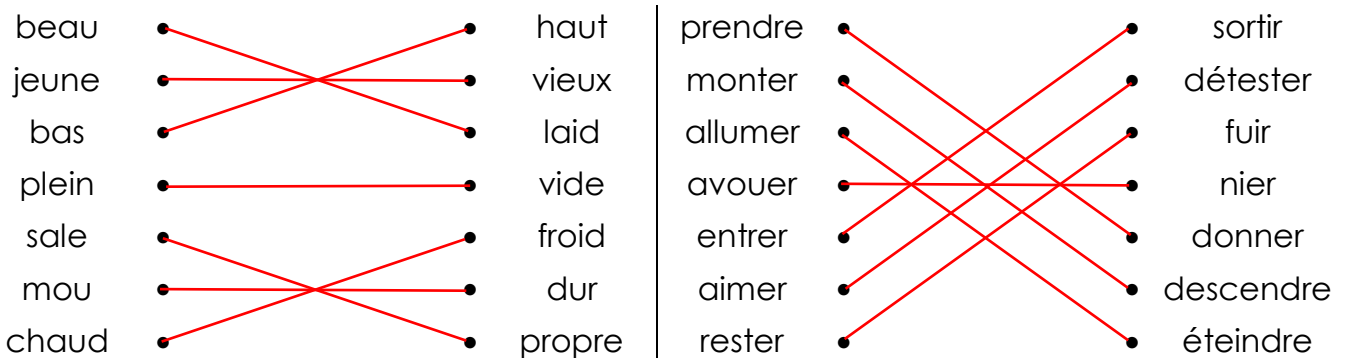 beau haut prendre sortir
jeune vieux monter détester
bas laid allumer fuir
plein vide avouer nier
sale froid entrer donner
mou dur aimer descendre
chaud propre rester éteindre